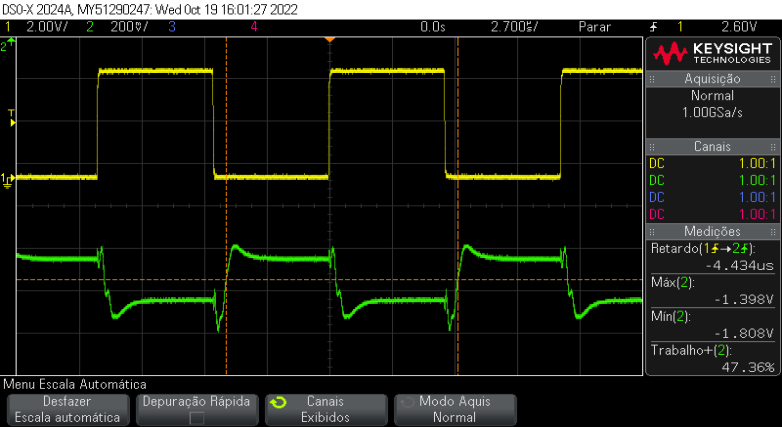 DSO-X 2024A, MY51290247: Wed Oct 19 16:01:27 2022
1 2.00V/ 2 200mV/ 3 4 0.0s 2.700us/ Parar 1 2.60V
KEYSIGHT
TECHNOLOGIES
Aquisição
Normal
1.00GSa/s
Canais
DC 1.00:1
DC 1.00:1
DC 1.00:1
DC 1.00:1
Medições
Retardo(1→2):
-4.434us
Máx(2):
-1.398V
Mín(2):
-1.808V
Trabalho+(2):
47.36%
2
T
1
Menu Escala Automática
Desfazer
Escala automática
Depuração Rápida
Canais
Exibidos
Modo Aquis
Normal